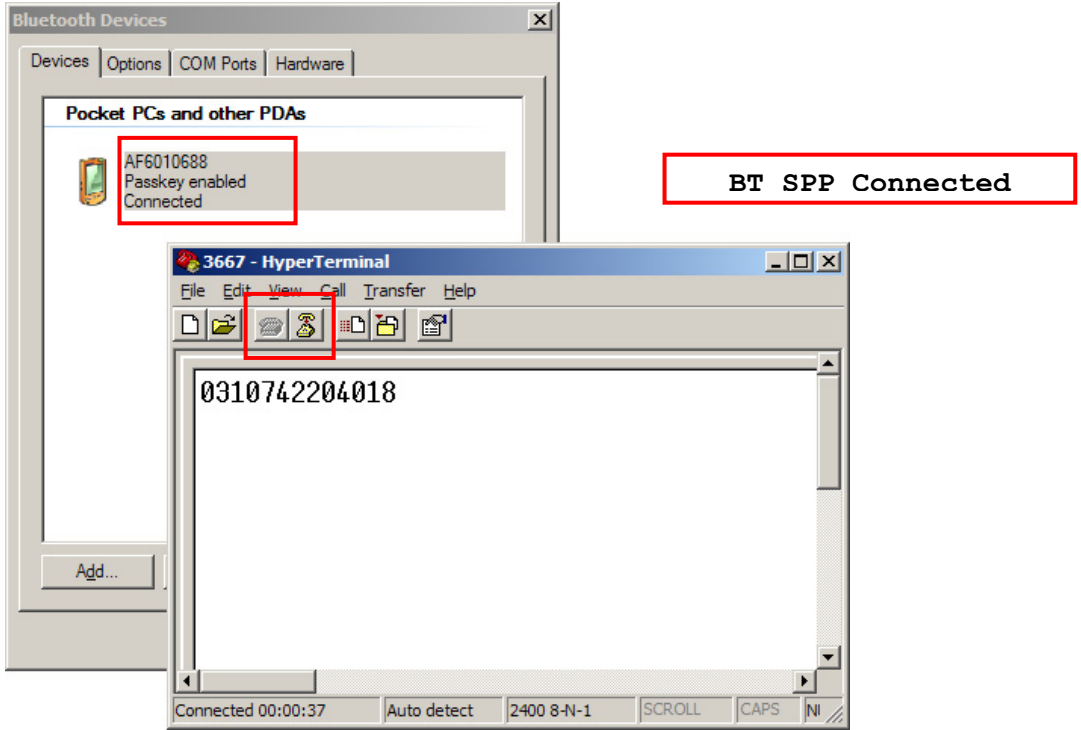 Bluetooth Devices
Devices Options COM Ports Hardware
Pocket PCs and other PDAs
AF6010688
Passkey enabled
Connected
BT SPP Connected
3667 - HyperTerminal
File Edit View Call Transfer Help
0310742204018
Add...
Connected 00:00:37 Auto detect 2400 8-N-1 SCROLL CAPS